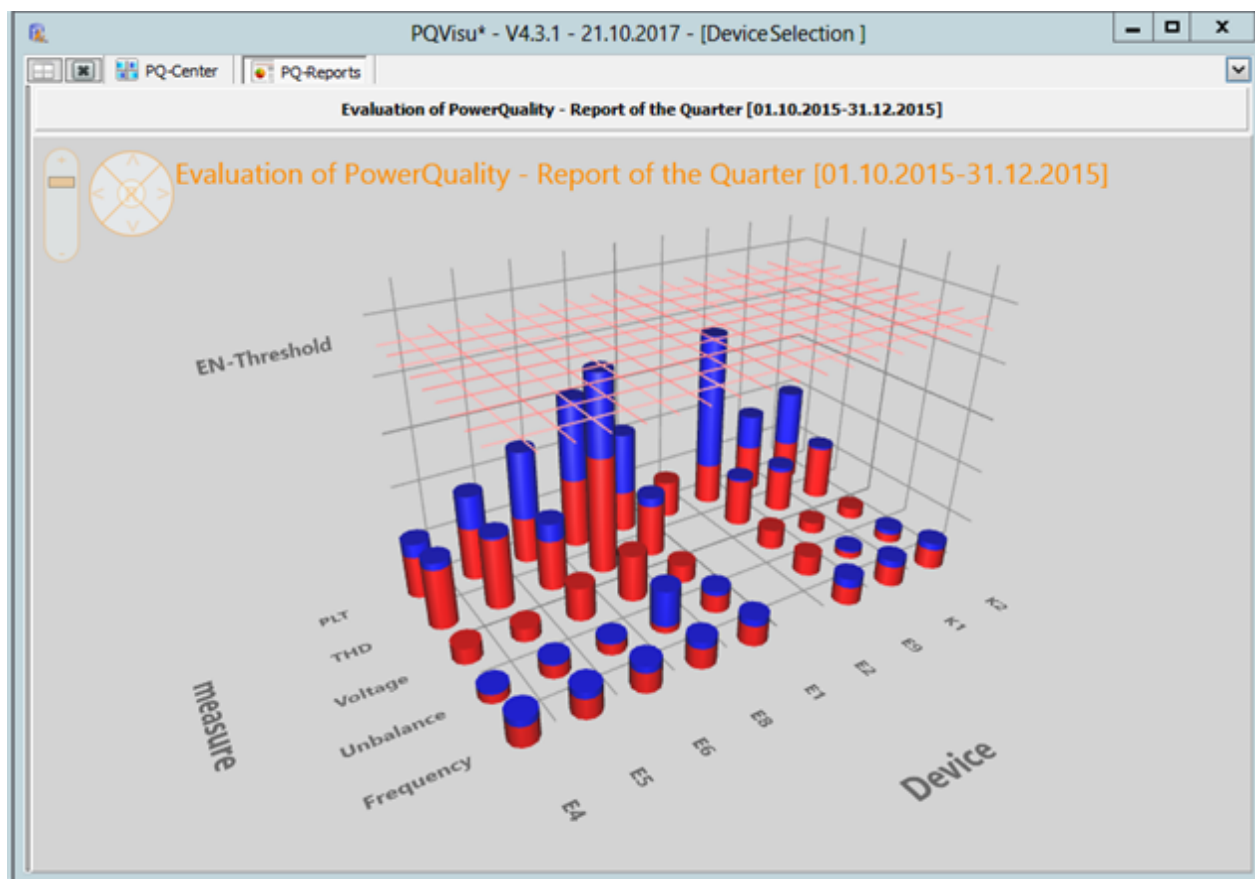 PQVisu* - V4.3.1 - 21.10.2017 - [DeviceSelection ]
PQ-Center
PQ-Reports
Evaluation of PowerQuality - Report of the Quarter [01.10.2015-31.12.2015]
Evaluation of PowerQuality - Report of the Quarter [01.10.2015-31.12.2015]
EN-Threshold
PLT
THD
Voltage
Unbalance
Frequency
measure
E4
E5
E6
E8
E1
E2
E9
K1
K2
Device